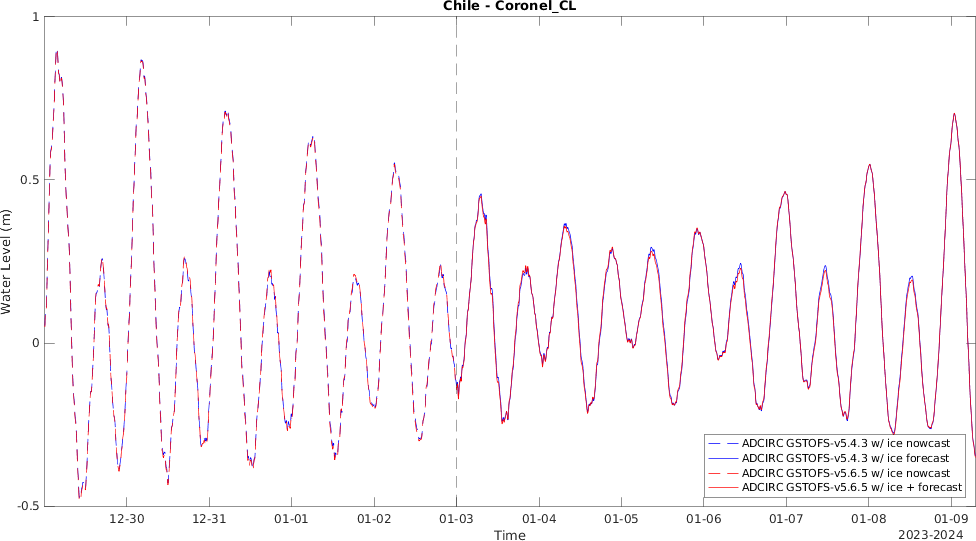 Chile - Coronel_CL
1
0.5
0
-0.5
Water Level (m)
12-30 12-31 01-01 01-02 01-03 01-04 01-05 01-06 01-07 01-08 01-09
Time
2023-2024
ADCIRC GSTOFS-v5.4.3 w/ ice nowcast
ADCIRC GSTOFS-v5.4.3 w/ ice forecast
ADCIRC GSTOFS-v5.6.5 w/ ice nowcast
ADCIRC GSTOFS-v5.6.5 w/ ice + forecast